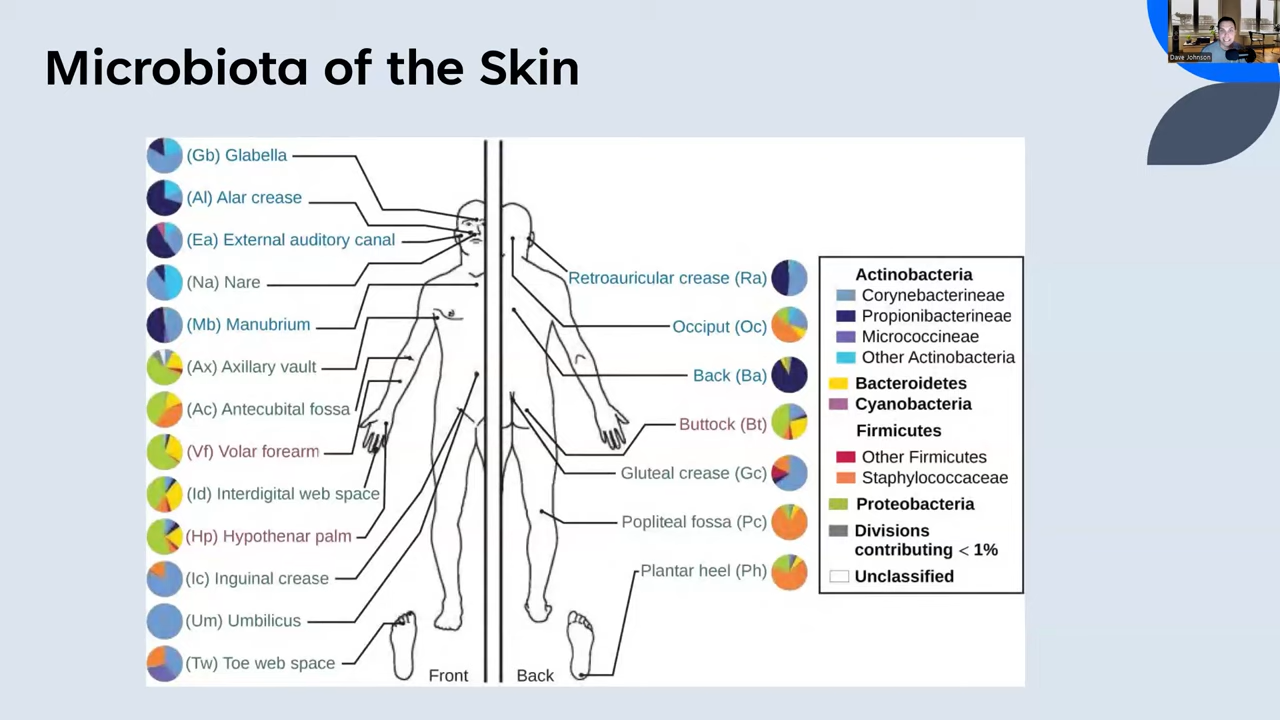 Microbiota of the Skin
Dave Johnson
(Gb) Glabella
(Al) Alar crease
(Ea) External auditory canal
(Na) Nare
(Mb) Manubrium
(Ax) Axillary vault
(Ac) Antecubital fossa
(Vf) Volar forearm
(Id) Interdigital web space
(Hp) Hypothenar palm
(Ic) Inguinal crease
(Um) Umbilicus
(Tw) Toe web space
Front
Back
Retroauricular crease (Ra)
Occiput (Oc)
Back (Ba)
Buttock (Bt)
Gluteal crease (Gc)
Popliteal fossa (Pc)
Plantar heel (Ph)
Actinobacteria
Corynebacterineae
Propionibacterineae
Micrococcineae
Other Actinobacteria
Bacteroidetes
Cyanobacteria
Firmicutes
Other Firmicutes
Staphylococcaceae
Proteobacteria
Divisions
contributing < 1%
Unclassified